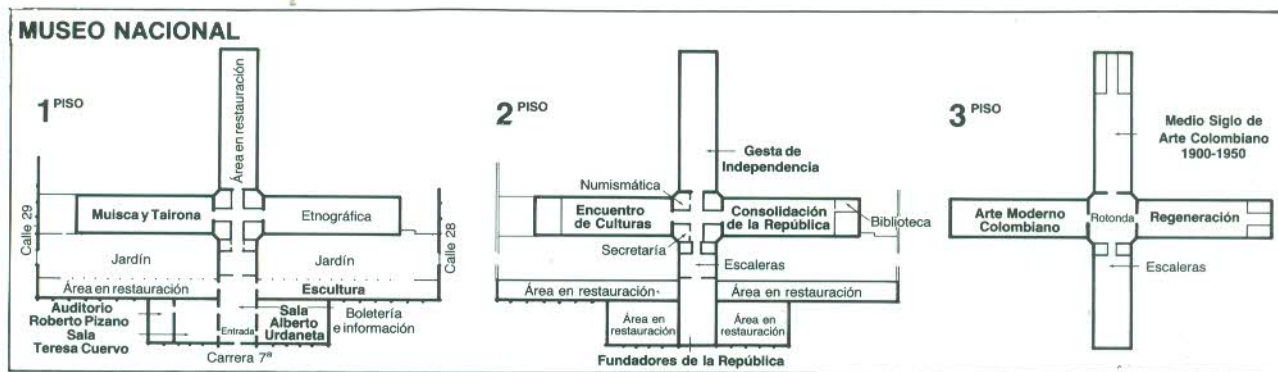 MUSEO NACIONAL
1 PISO
Área en restauración
Calle 29
Muisca y Tairona
Etnográfica
Calle 28
Jardín
Jardín
Área en restauración
Escultura
Auditorio
Roberto Pizano
Sala
Teresa Cuervo
Entrada
Sala
Alberto
Urdaneta
Boletería
e información
Carrera 7ª
2 PISO
Gesta de
Independencia
Numismática
Encuentro
de Culturas
Consolidación
de la República
Biblioteca
Secretaría
Escaleras
Área en restauración
Área en restauración
Área en
restauración
Área en
restauración
Fundadores de la República
3 PISO
Medio Siglo de
Arte Colombiano
1900-1950
Arte Moderno
Colombiano
Rotonda
Regeneración
Escaleras